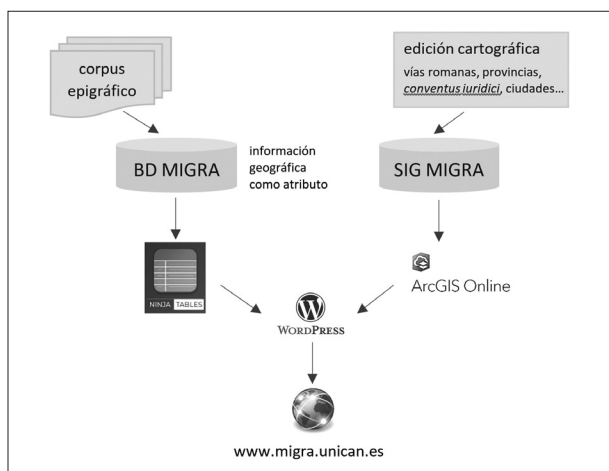 corpus
epigráfico
edición cartográfica
vías romanas, provincias,
conventus iuridici, ciudades...
BD MIGRA
información
geográfica
como atributo
SIG MIGRA
NINJA TABLES
ArcGIS Online
WORDPRESS
www.migra.unican.es